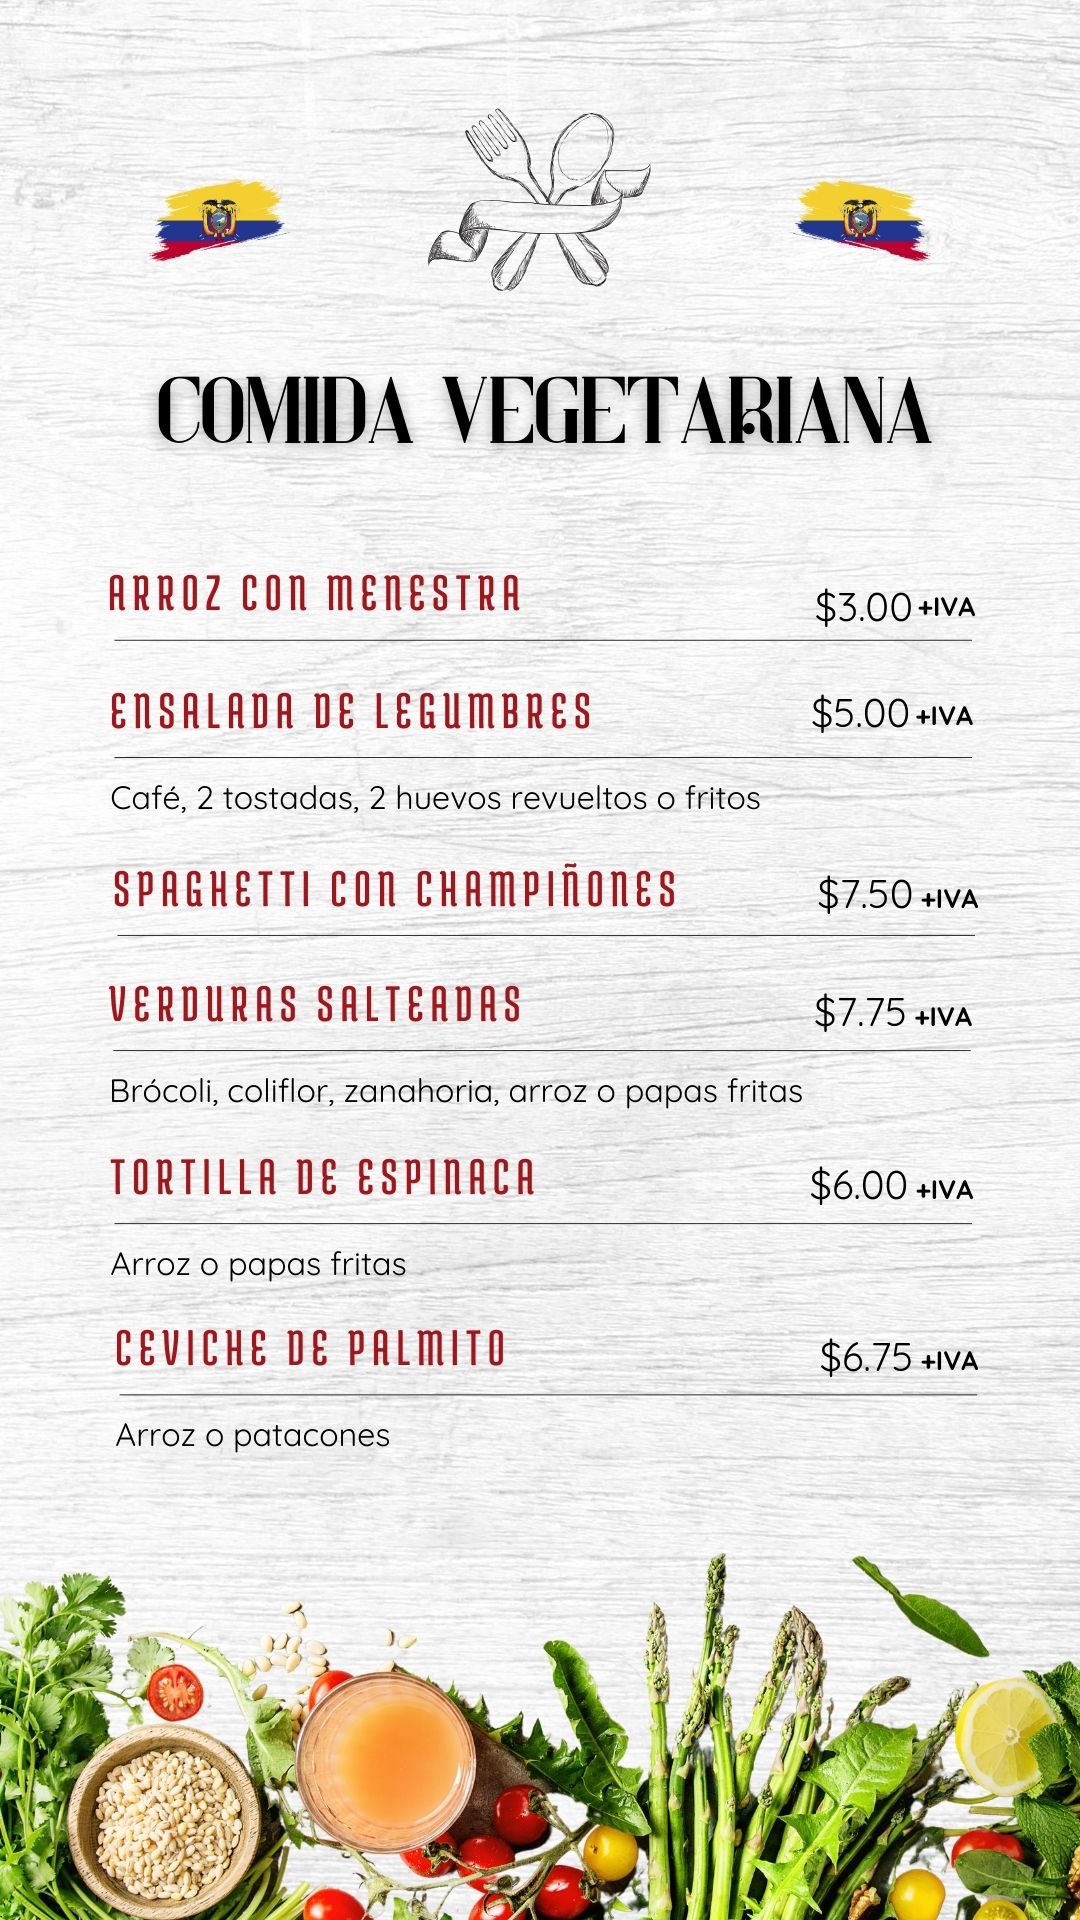 COMIDA VEGETARIANA
ARROZ CON MENESTRA $3.00 +IVA
ENSALADA DE LEGUMBRES $5.00 +IVA
Café, 2 tostadas, 2 huevos revueltos o fritos
SPAGHETTI CON CHAMPIÑONES $7.50 +IVA
VERDURAS SALTEADAS $7.75 +IVA
Brócoli, coliflor, zanahoria, arroz o papas fritas
TORTILLA DE ESPINACA $6.00 +IVA
Arroz o papas fritas
CEVICHE DE PALMITO $6.75 +IVA
Arroz o patacones